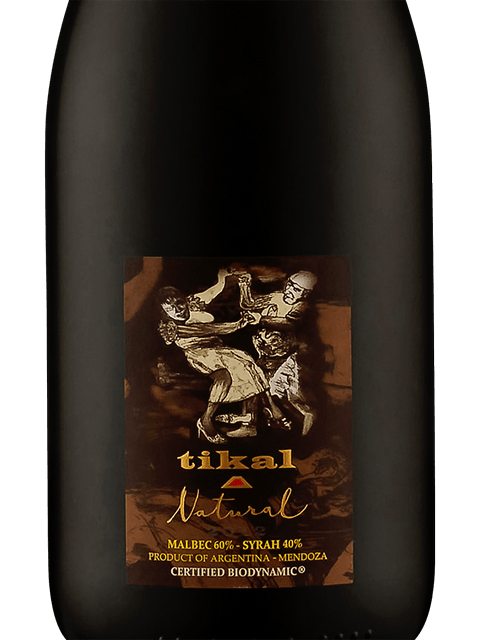 tikal
Natural
MALBEC 60% - SYRAH 40%
PRODUCT OF ARGENTINA - MENDOZA
CERTIFIED BIODYNAMIC®